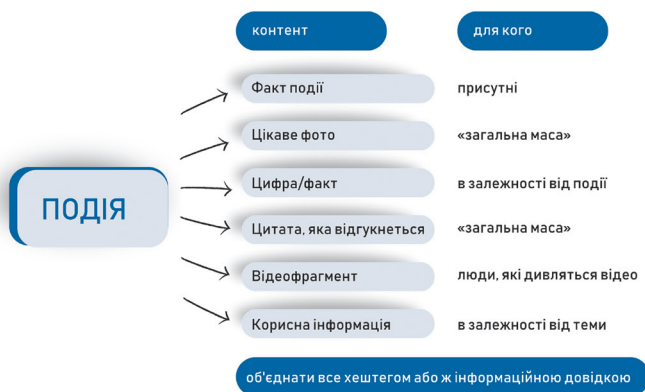 контент
для кого
Факт події
присутні
Цікаве фото
«загальна маса»
Цифра/факт
в залежності від події
ПОДІЯ
Цитата, яка відгукнеться
«загальна маса»
Відеофрагмент
люди, які дивляться відео
Корисна інформація
в залежності від теми
об'єднати все хештегом або ж інформаційною довідкою